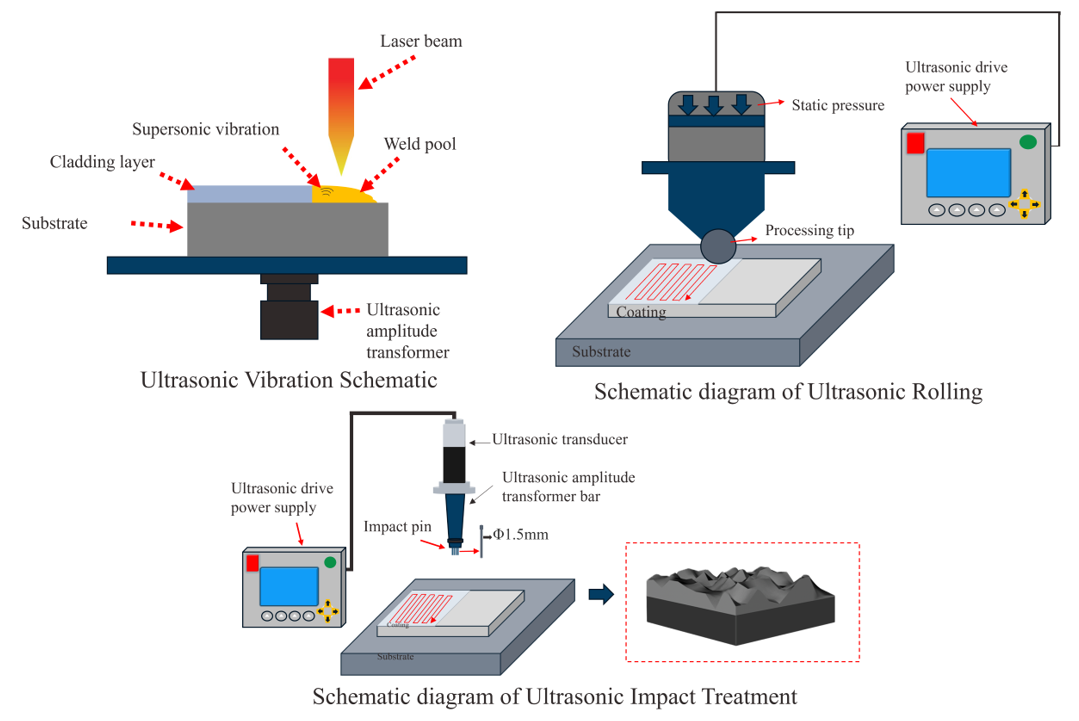 Laser beam
Supersonic vibration
Weld pool
Cladding layer
Substrate
Ultrasonic
amplitude
transformer
Ultrasonic Vibration Schematic
Ultrasonic drive
power supply
Static pressure
Processing tip
Coating
Substrate
Schematic diagram of Ultrasonic Rolling
Ultrasonic transducer
Ultrasonic amplitude
transformer bar
Ultrasonic drive
power supply
Impact pin
Φ1.5mm
Coating
Substrate
Schematic diagram of Ultrasonic Impact Treatment